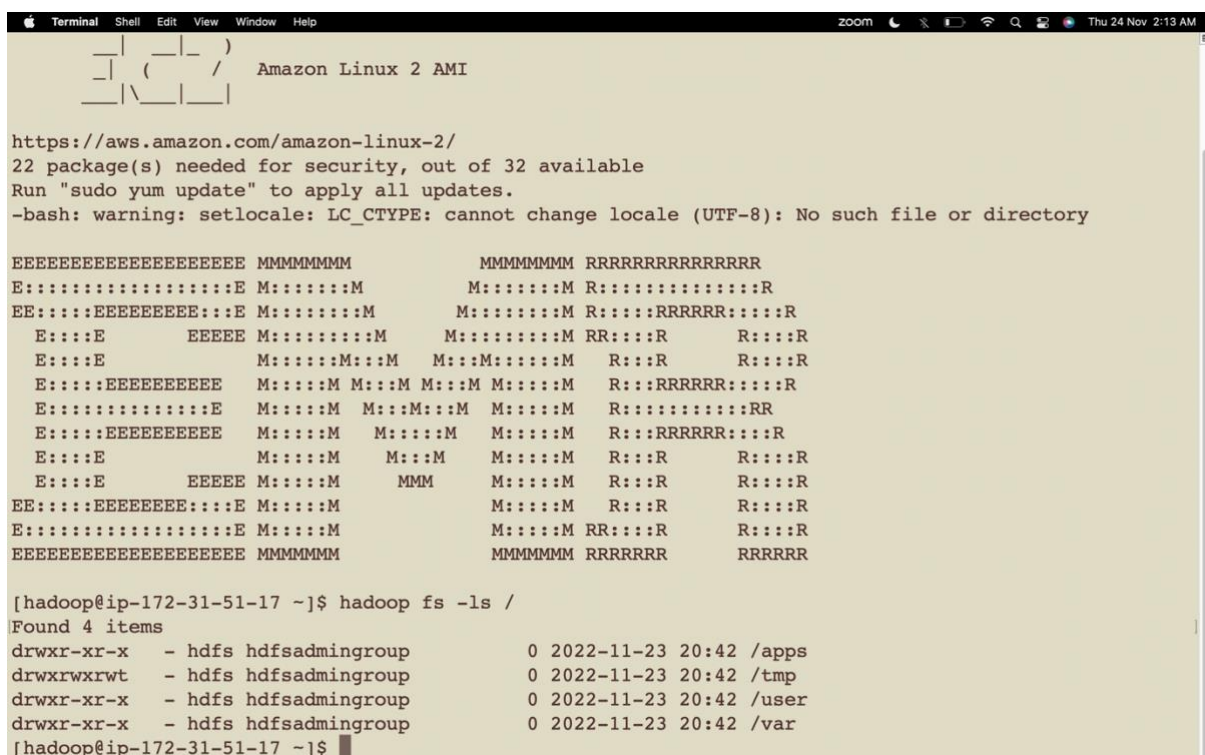 Terminal Shell Edit View Window Help zoom Thu 24 Nov 2:13 AM
       __|  __|_  )
       _|  (     /   Amazon Linux 2 AMI
      ___|\___|___|
https://aws.amazon.com/amazon-linux-2/
22 package(s) needed for security, out of 32 available
Run "sudo yum update" to apply all updates.
-bash: warning: setlocale: LC_CTYPE: cannot change locale (UTF-8): No such file or directory
EEEEEEEEEEEEEEEEEEEE MMMMMMMM           MMMMMMMM RRRRRRRRRRRRRRR
E::::::::::::::::::E M:::::::M         M:::::::M R::::::::::::::R
EE:::::EEEEEEEEE:::E M::::::::M       M::::::::M R:::::RRRRRR:::::R
  E::::E       EEEEE M:::::::::M     M:::::::::M RR::::R      R::::R
  E::::E             M::::::M:::M   M:::M::::::M   R:::R      R::::R
  E:::::EEEEEEEEEE   M:::::M M:::M M:::M M:::::M   R:::RRRRRR:::::R
  E::::::::::::::E   M:::::M  M:::M:::M  M:::::M   R:::::::::::RR
  E:::::EEEEEEEEEE   M:::::M   M:::::M   M:::::M   R:::RRRRRR::::R
  E::::E             M:::::M    M:::M    M:::::M   R:::R      R::::R
  E::::E       EEEEE M:::::M     MMM     M:::::M   R:::R      R::::R
EE:::::EEEEEEEE::::E M:::::M             M:::::M   R:::R      R::::R
E::::::::::::::::::E M:::::M             M:::::M RR::::R      R::::R
EEEEEEEEEEEEEEEEEEEE MMMMMMM             MMMMMMM RRRRRRR      RRRRRR
[hadoop@ip-172-31-51-17 ~]$ hadoop fs -ls /
Found 4 items
drwxr-xr-x   - hdfs hdfsadmingroup          0 2022-11-23 20:42 /apps
drwxrwxrwt   - hdfs hdfsadmingroup          0 2022-11-23 20:42 /tmp
drwxr-xr-x   - hdfs hdfsadmingroup          0 2022-11-23 20:42 /user
drwxr-xr-x   - hdfs hdfsadmingroup          0 2022-11-23 20:42 /var
[hadoop@ip-172-31-51-17 ~]$